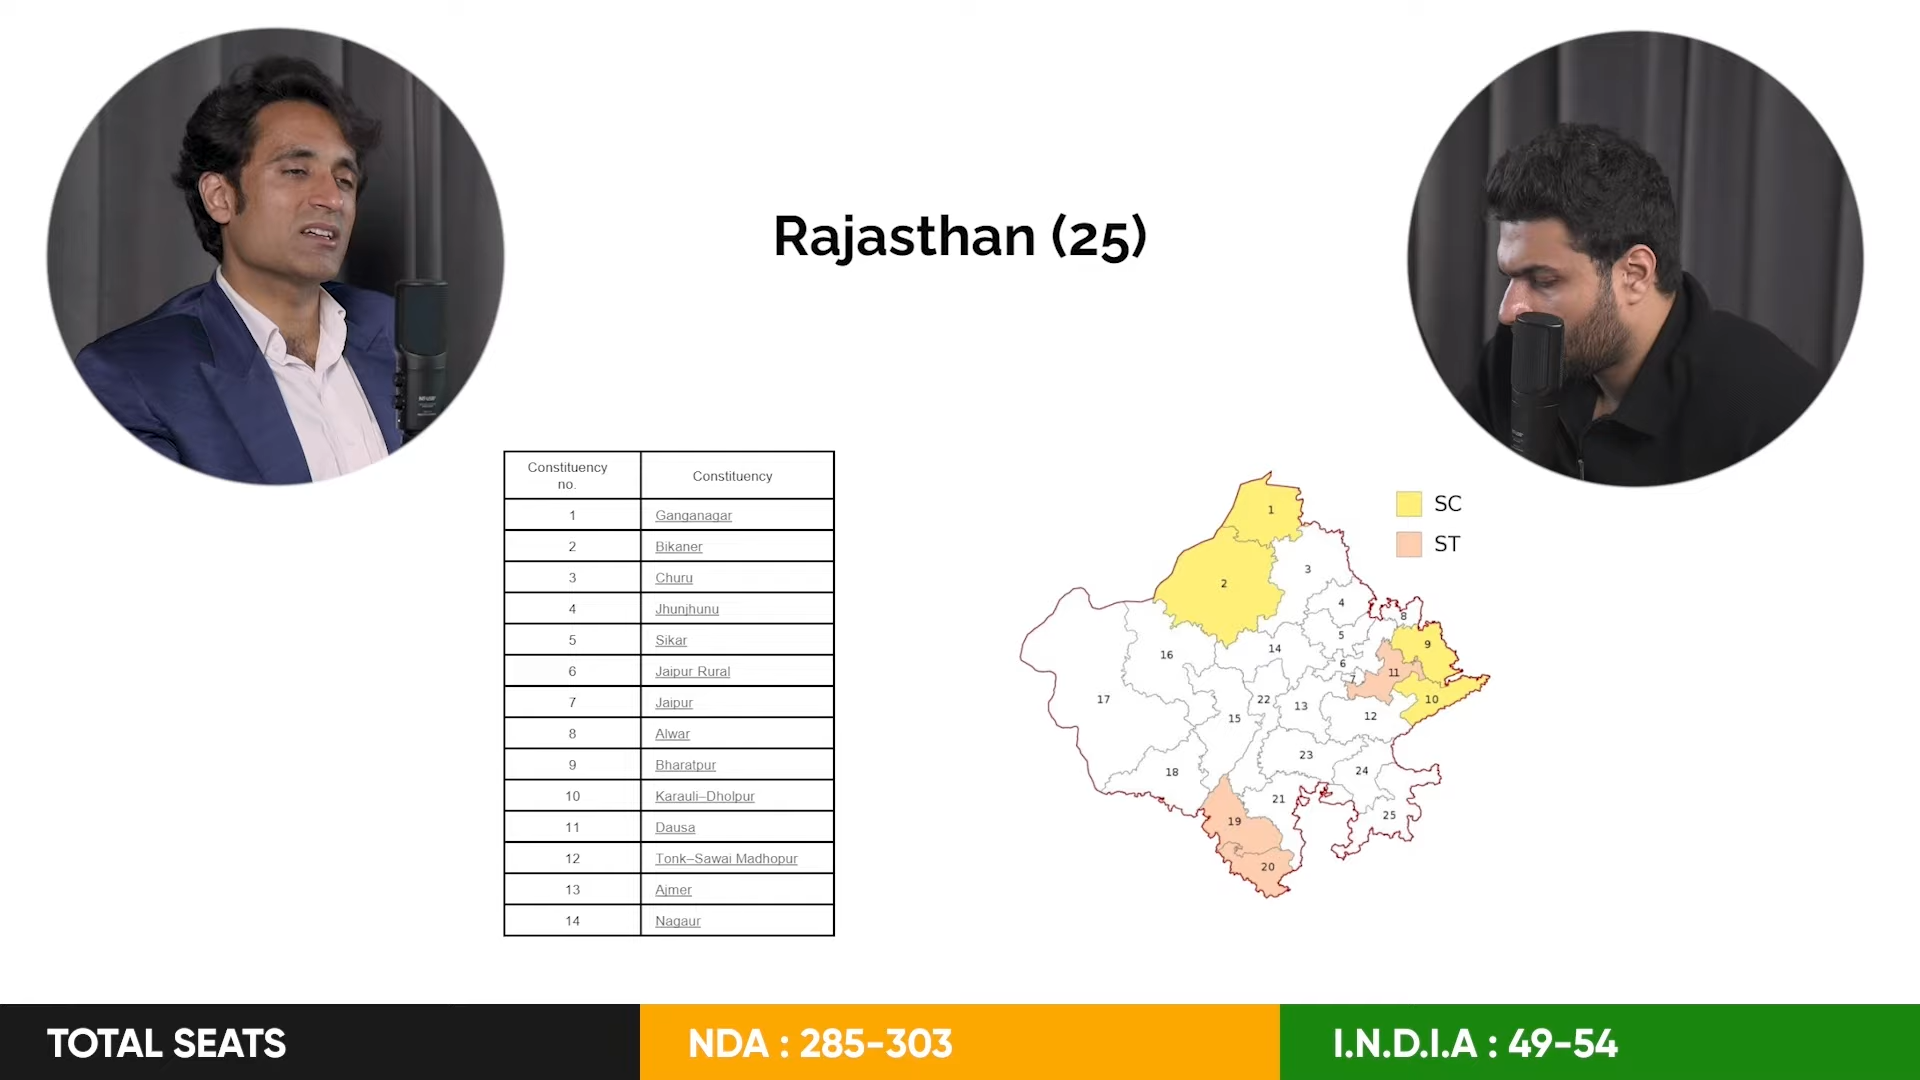 Rajasthan (25)
Constituency no.
Constituency
1 Ganganagar
2 Bikaner
3 Churu
4 Jhunjhunu
5 Sikar
6 Jaipur Rural
7 Jaipur
8 Alwar
9 Bharatpur
10 Karauli–Dholpur
11 Dausa
12 Tonk–Sawai Madhopur
13 Ajmer
14 Nagaur
SC
ST
1
2
3
4
8
5
9
14
16
6
11
7
17
22
10
13
12
15
23
18
24
21
25
19
20
TOTAL SEATS
NDA : 285-303
I.N.D.I.A : 49-54